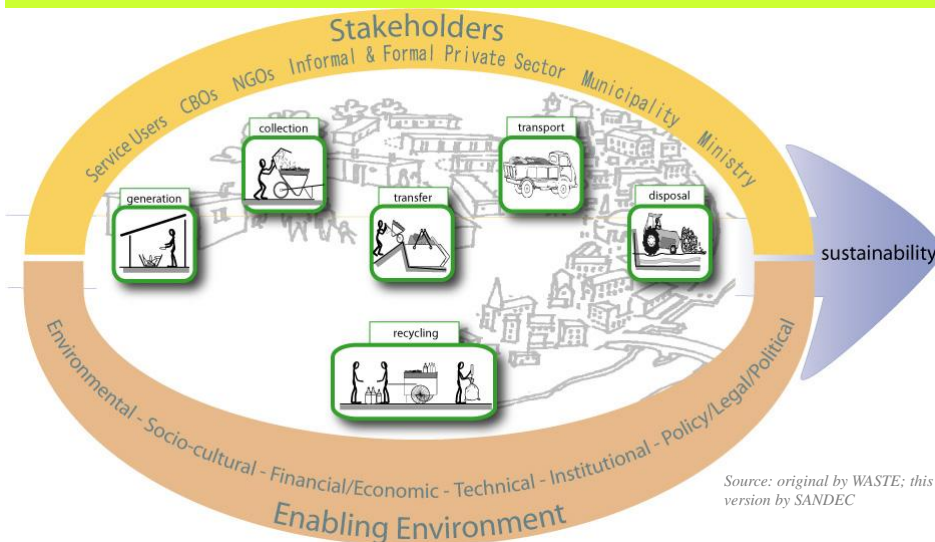 Stakeholders
Service Users CBOs NGOs Informal & Formal Private Sector Municipality Ministry
collection
transport
generation
transfer
disposal
sustainability
recycling
Environmental - Socio-cultural - Financial/Economic - Technical - Institutional - Policy/Legal/Political
Enabling Environment
Source: original by WASTE; this
version by SANDEC